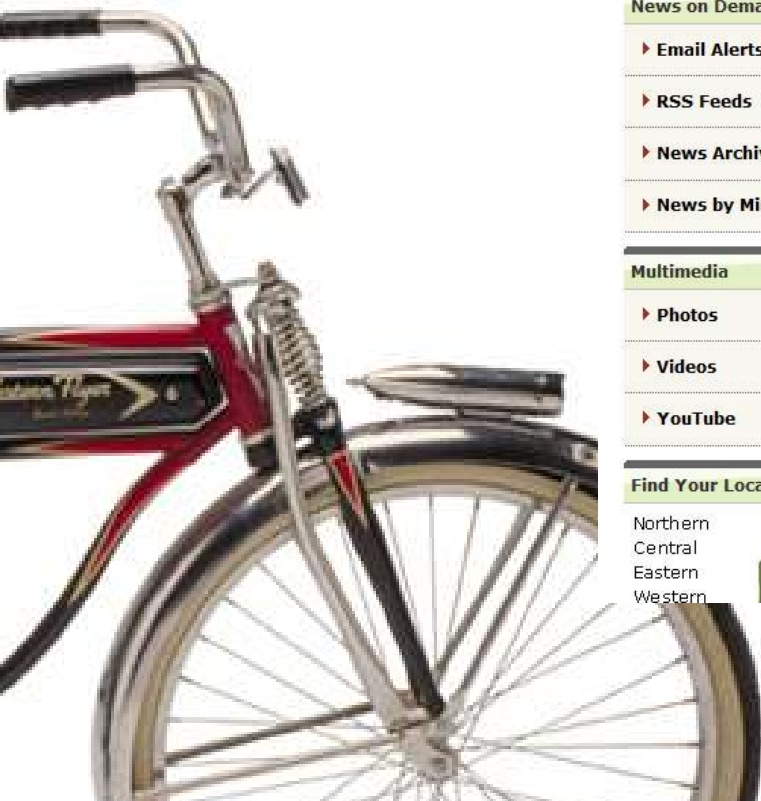 News on Dema
Email Alerts
RSS Feeds
News Archiv
News by Mi
Multimedia
Photos
Videos
YouTube
Find Your Loca
Northern
Central
Eastern
Western